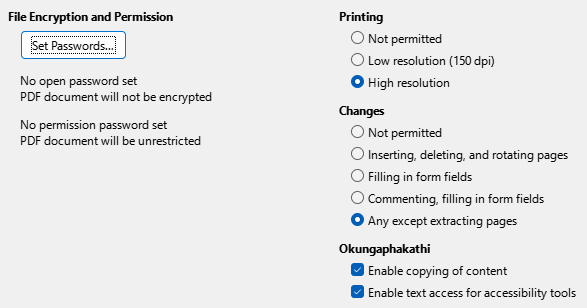 File Encryption and Permission
Set Passwords...
No open password set
PDF document will not be encrypted
No permission password set
PDF document will be unrestricted
Printing
Not permitted
Low resolution (150 dpi)
High resolution
Changes
Not permitted
Inserting, deleting, and rotating pages
Filling in form fields
Commenting, filling in form fields
Any except extracting pages
Okungaphakathi
Enable copying of content
Enable text access for accessibility tools